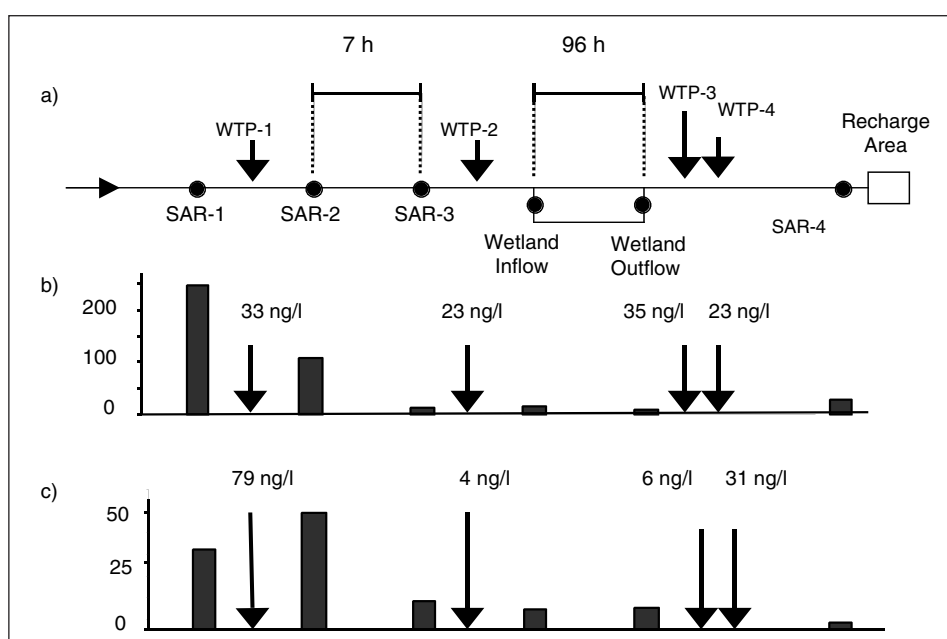 7 h
96 h
a)
WTP-1
WTP-2
WTP-3
WTP-4
Recharge
Area
SAR-1
SAR-2
SAR-3
SAR-4
Wetland
Inflow
Wetland
Outflow
b)
200
100
0
33 ng/l
23 ng/l
35 ng/l
23 ng/l
c)
50
25
0
79 ng/l
4 ng/l
6 ng/l
31 ng/l